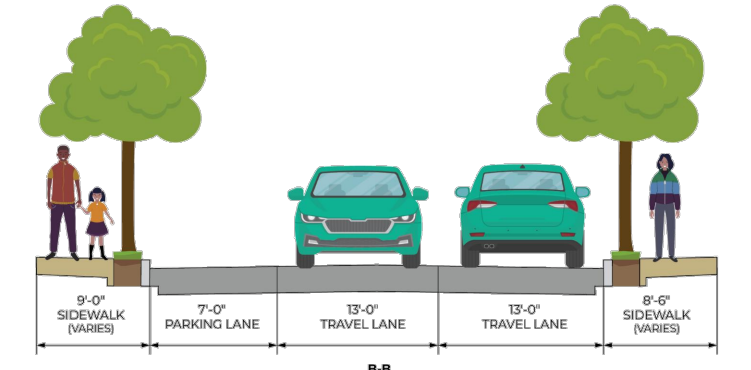 9'-0"
SIDEWALK
(VARIES)
7'-0"
PARKING LANE
13'-0"
TRAVEL LANE
13'-0"
TRAVEL LANE
8'-6"
SIDEWALK
(VARIES)
B-B